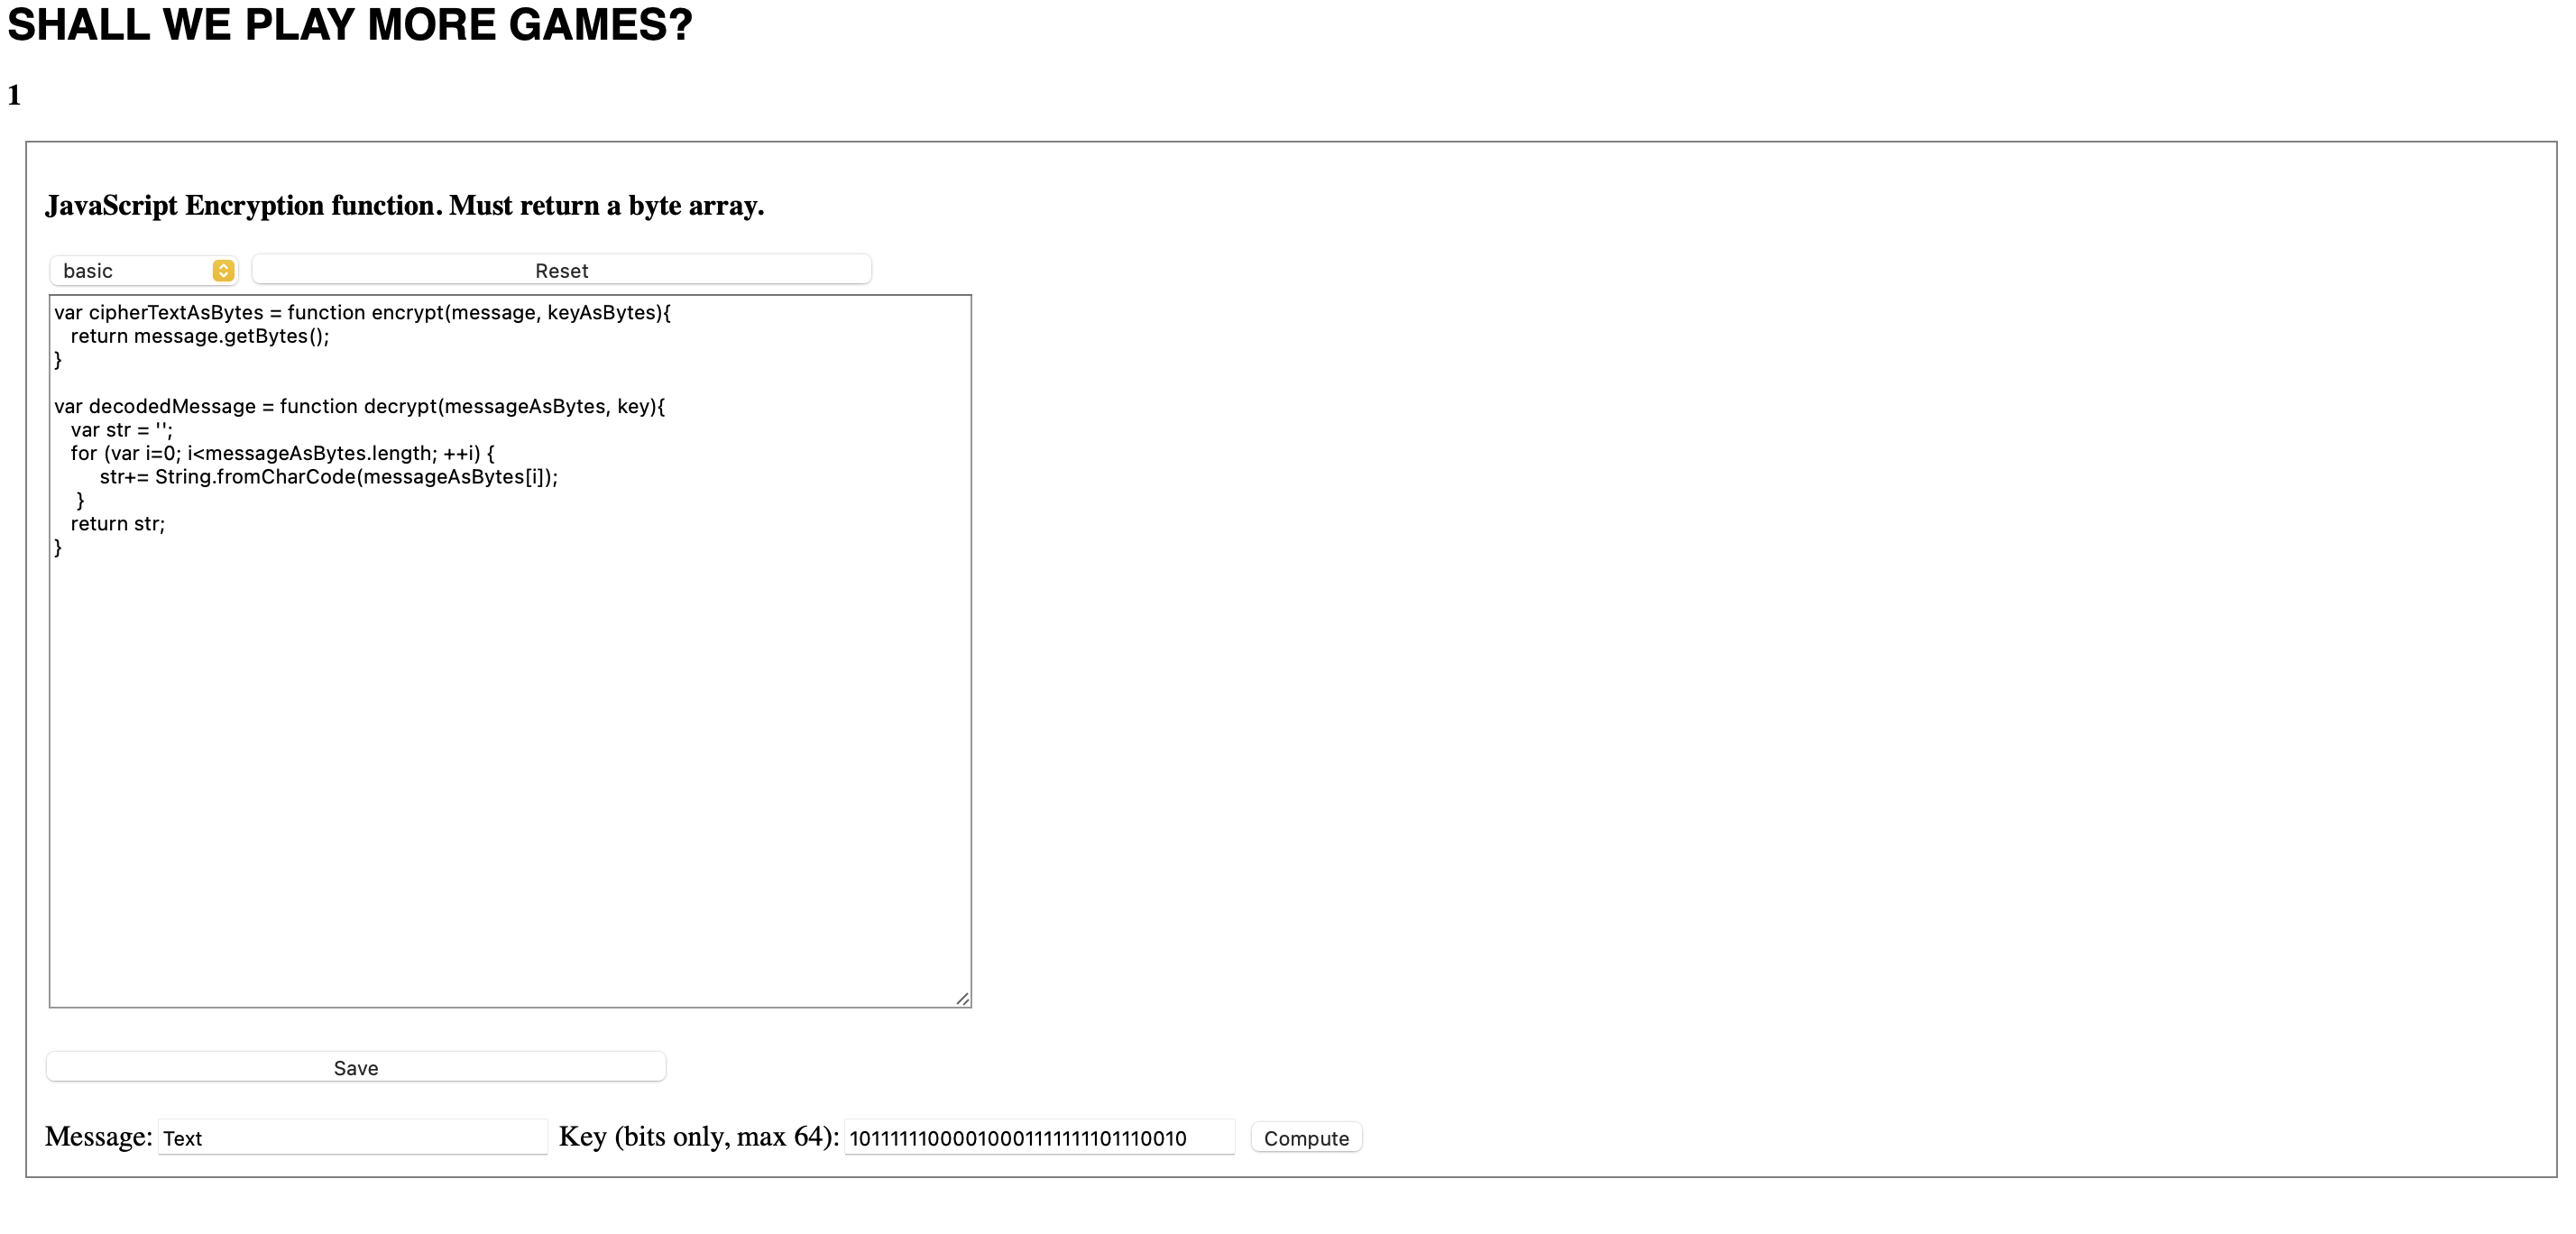 SHALL WE PLAY MORE GAMES?
1
JavaScript Encryption function. Must return a byte array.
basic Reset
var cipherTextAsBytes = function encrypt(message, keyAsBytes){
   return message.getBytes();
}

var decodedMessage = function decrypt(messageAsBytes, key){
   var str = '';
   for (var i=0; i<messageAsBytes.length; ++i) {
        str+= String.fromCharCode(messageAsBytes[i]);
    }
   return str;
}
Save
Message: Text Key (bits only, max 64): 10111111000010001111111101110010 Compute